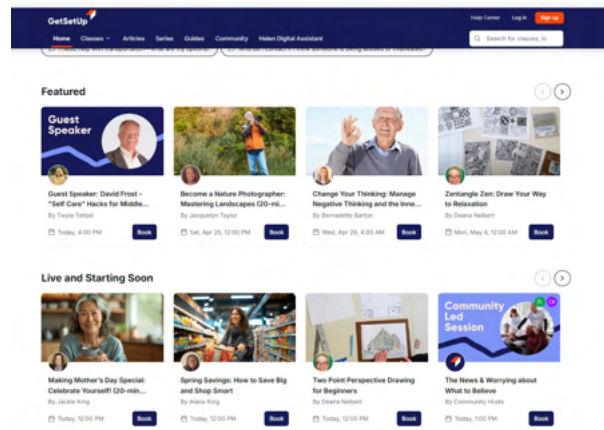 GetSetUp
Help Center Log In Sign up
Home Classes Articles Series Guides Community Helen Digital Assistant
Search for classes, to
Featured
Guest
Speaker
Guest Speaker: David Frost -
"Self Care" Hacks for Middle...
By Twyla Teitzel
Today, 4:00 PM Book
Become a Nature Photographer:
Mastering Landscapes (20-mi...
By Jacquelyn Taylor
Sat, Apr 25, 12:00 PM Book
Change Your Thinking: Manage
Negative Thinking and the Inne...
By Bernadette Barton
Wed, Apr 29, 4:00 AM Book
Zentangle Zen: Draw Your Way
to Relaxation
By Deana Neibert
Mon, May 4, 12:00 AM Book
Live and Starting Soon
Making Mother's Day Special:
Celebrate Yourself! (20-min...
By Jackie King
Today, 12:00 PM Book
Spring Savings: How to Save Big
and Shop Smart
By Alana King
Today, 12:00 PM Book
Two Point Perspective Drawing
for Beginners
By Deana Neibert
Today, 12:00 PM Book
Community
Led
Session
The News & Worrying about
What to Believe
By Community Hosts
Today, 1:00 PM Book